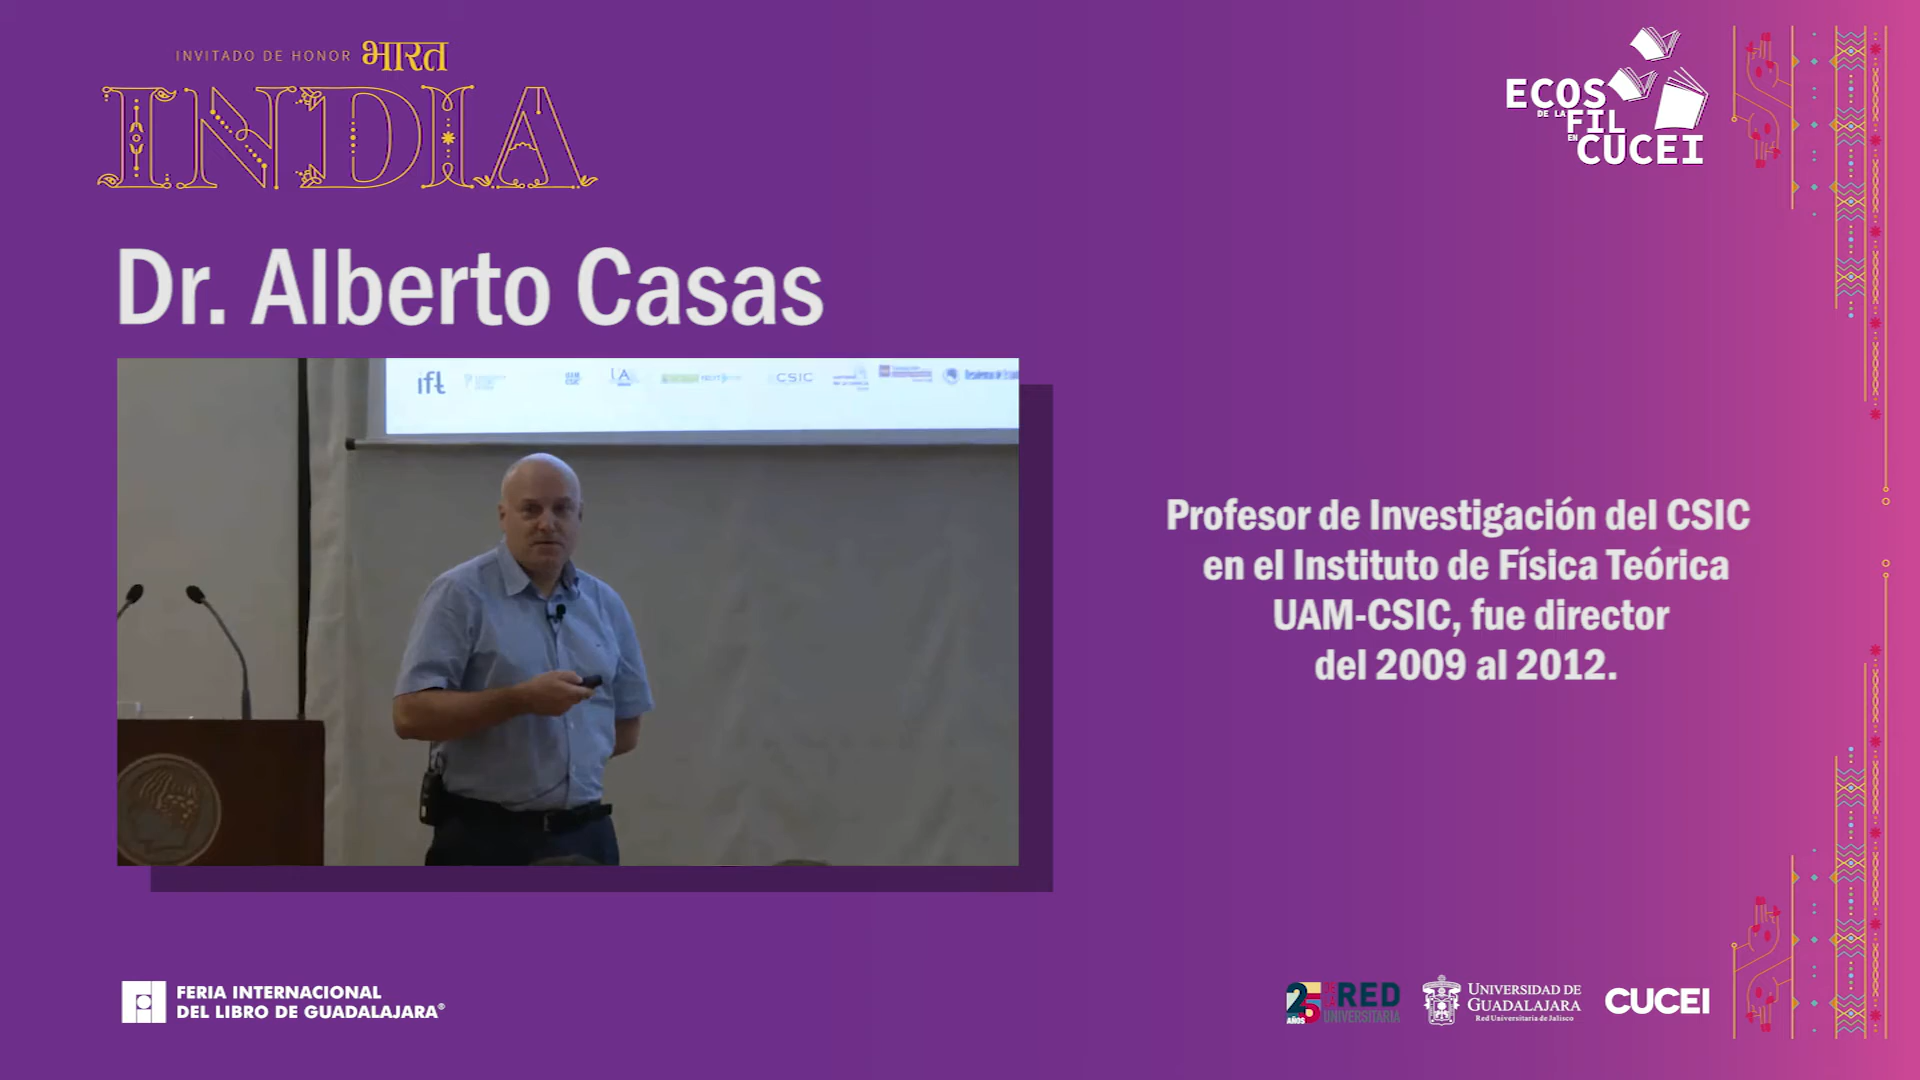 INVITADO DE HONOR भारत
INDIA
ECOS
DE LA
FIL
EN
CUCEI
Dr. Alberto Casas
ift
CSIC
Profesor de Investigación del CSIC
en el Instituto de Física Teórica
UAM-CSIC, fue director
del 2009 al 2012.
FERIA INTERNACIONAL
DEL LIBRO DE GUADALAJARA®
25
AÑOS
RED
UNIVERSITARIA
UNIVERSIDAD DE
GUADALAJARA
Red Universitaria de Jalisco
CUCEI